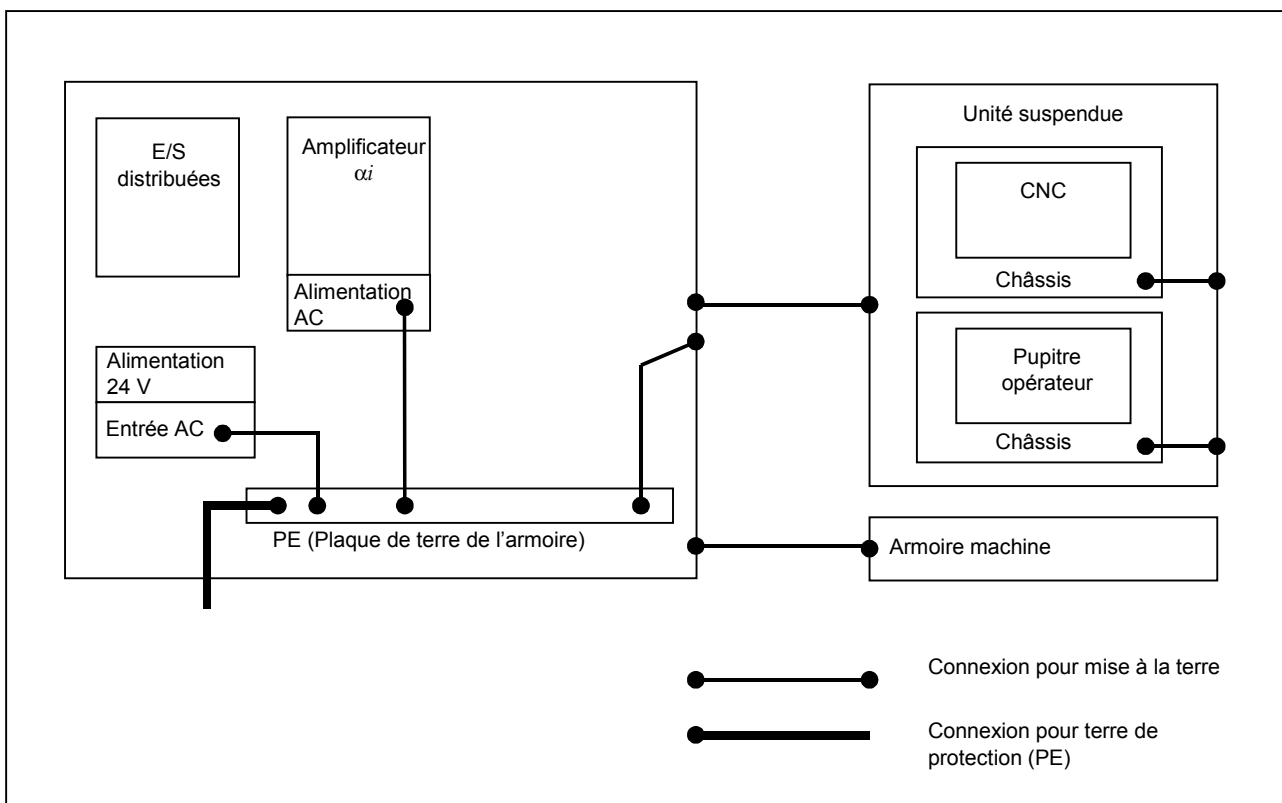 E/S
distribuées
Amplificateur
αi
Alimentation
AC
Alimentation
24 V
Entrée AC
PE (Plaque de terre de l’armoire)
Unité suspendue
CNC
Châssis
Pupitre
opérateur
Châssis
Armoire machine
Connexion pour mise à la terre
Connexion pour terre de
protection (PE)